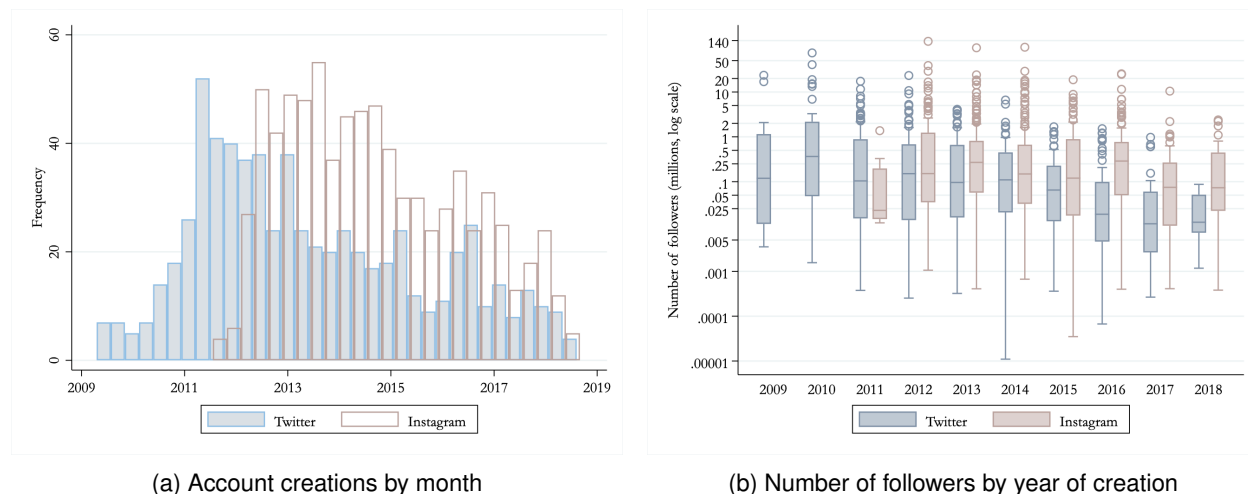 60
40
20
0
Frequency
2009 2011 2013 2015 2017 2019
Twitter Instagram
(a) Account creations by month
140
50
20
10
5
2
1
.5
.25
.1
.05
.025
.005
.001
.0001
.00001
Number of followers (millions, log scale)
2009 2010 2011 2012 2013 2014 2015 2016 2017 2018
Twitter Instagram
(b) Number of followers by year of creation